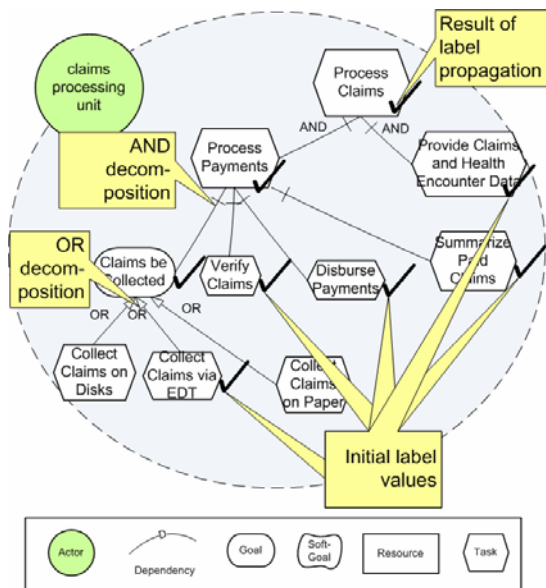 claims
processing
unit
Result of
label
propagation
Process
Claims
AND
AND
AND
decom-
position
Process
Payments
Provide Claims
and Health
Encounter Data
OR
decom-
position
Claims be
Collected
Verify
Claims
Disburse
Payments
Summarize
Paid
Claims
OR
OR
OR
Collect
Claims on
Disks
Collect
Claims via
EDT
Collect
Claims
on Paper
Initial label
values
Actor
D
Dependency
Goal
Soft-
Goal
Resource
Task